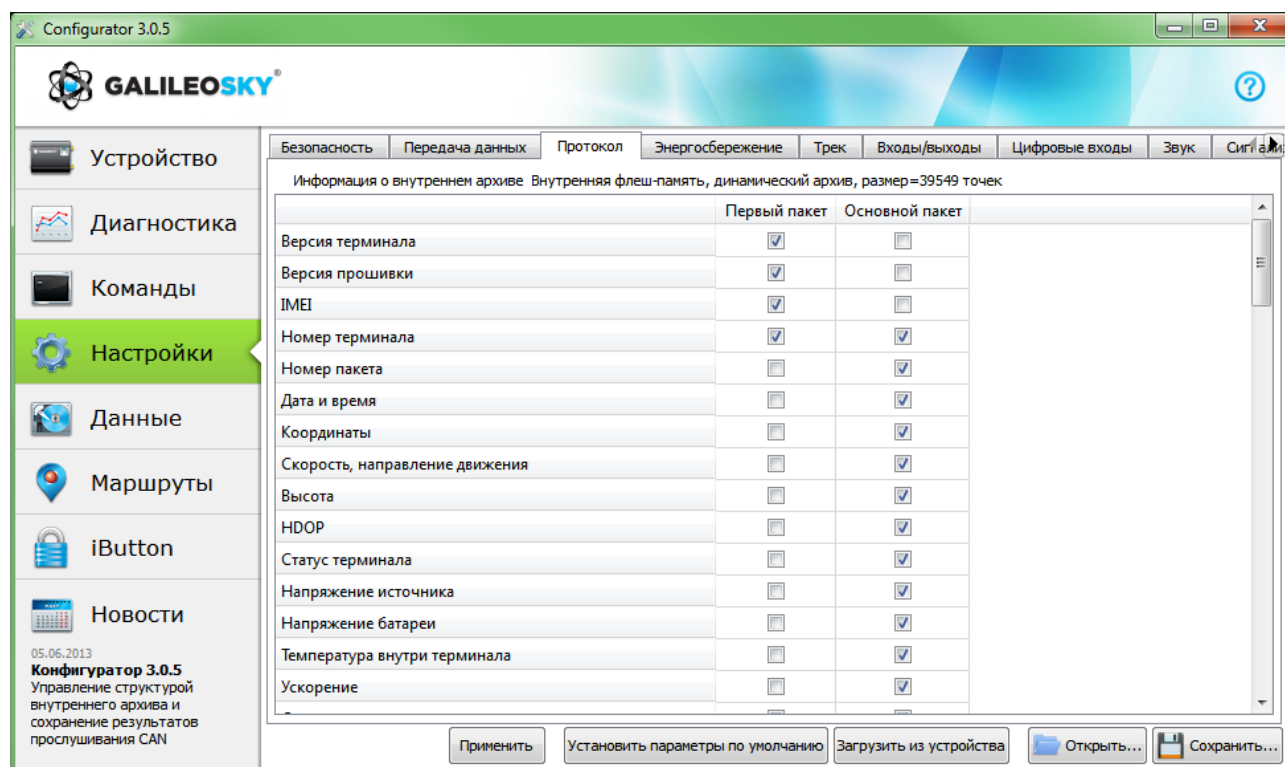 Configurator 3.0.5
GALILEOSKY®
?
Устройство
Диагностика
Команды
Настройки
Данные
Маршруты
iButton
Новости
05.06.2013
Конфигуратор 3.0.5
Управление структурой
внутреннего архива и
сохранение результатов
прослушивания CAN
Безопасность Передача данных Протокол Энергосбережение Трек Входы/выходы Цифровые входы Звук
Информация о внутреннем архиве Внутренняя флеш-память, динамический архив, размер=39549 точек
Первый пакет Основной пакет
Версия терминала
Версия прошивки
IMEI
Номер терминала
Номер пакета
Дата и время
Координаты
Скорость, направление движения
Высота
HDOP
Статус терминала
Напряжение источника
Напряжение батареи
Температура внутри терминала
Ускорение
Применить Установить параметры по умолчанию Загрузить из устройства Открыть... Сохранить...